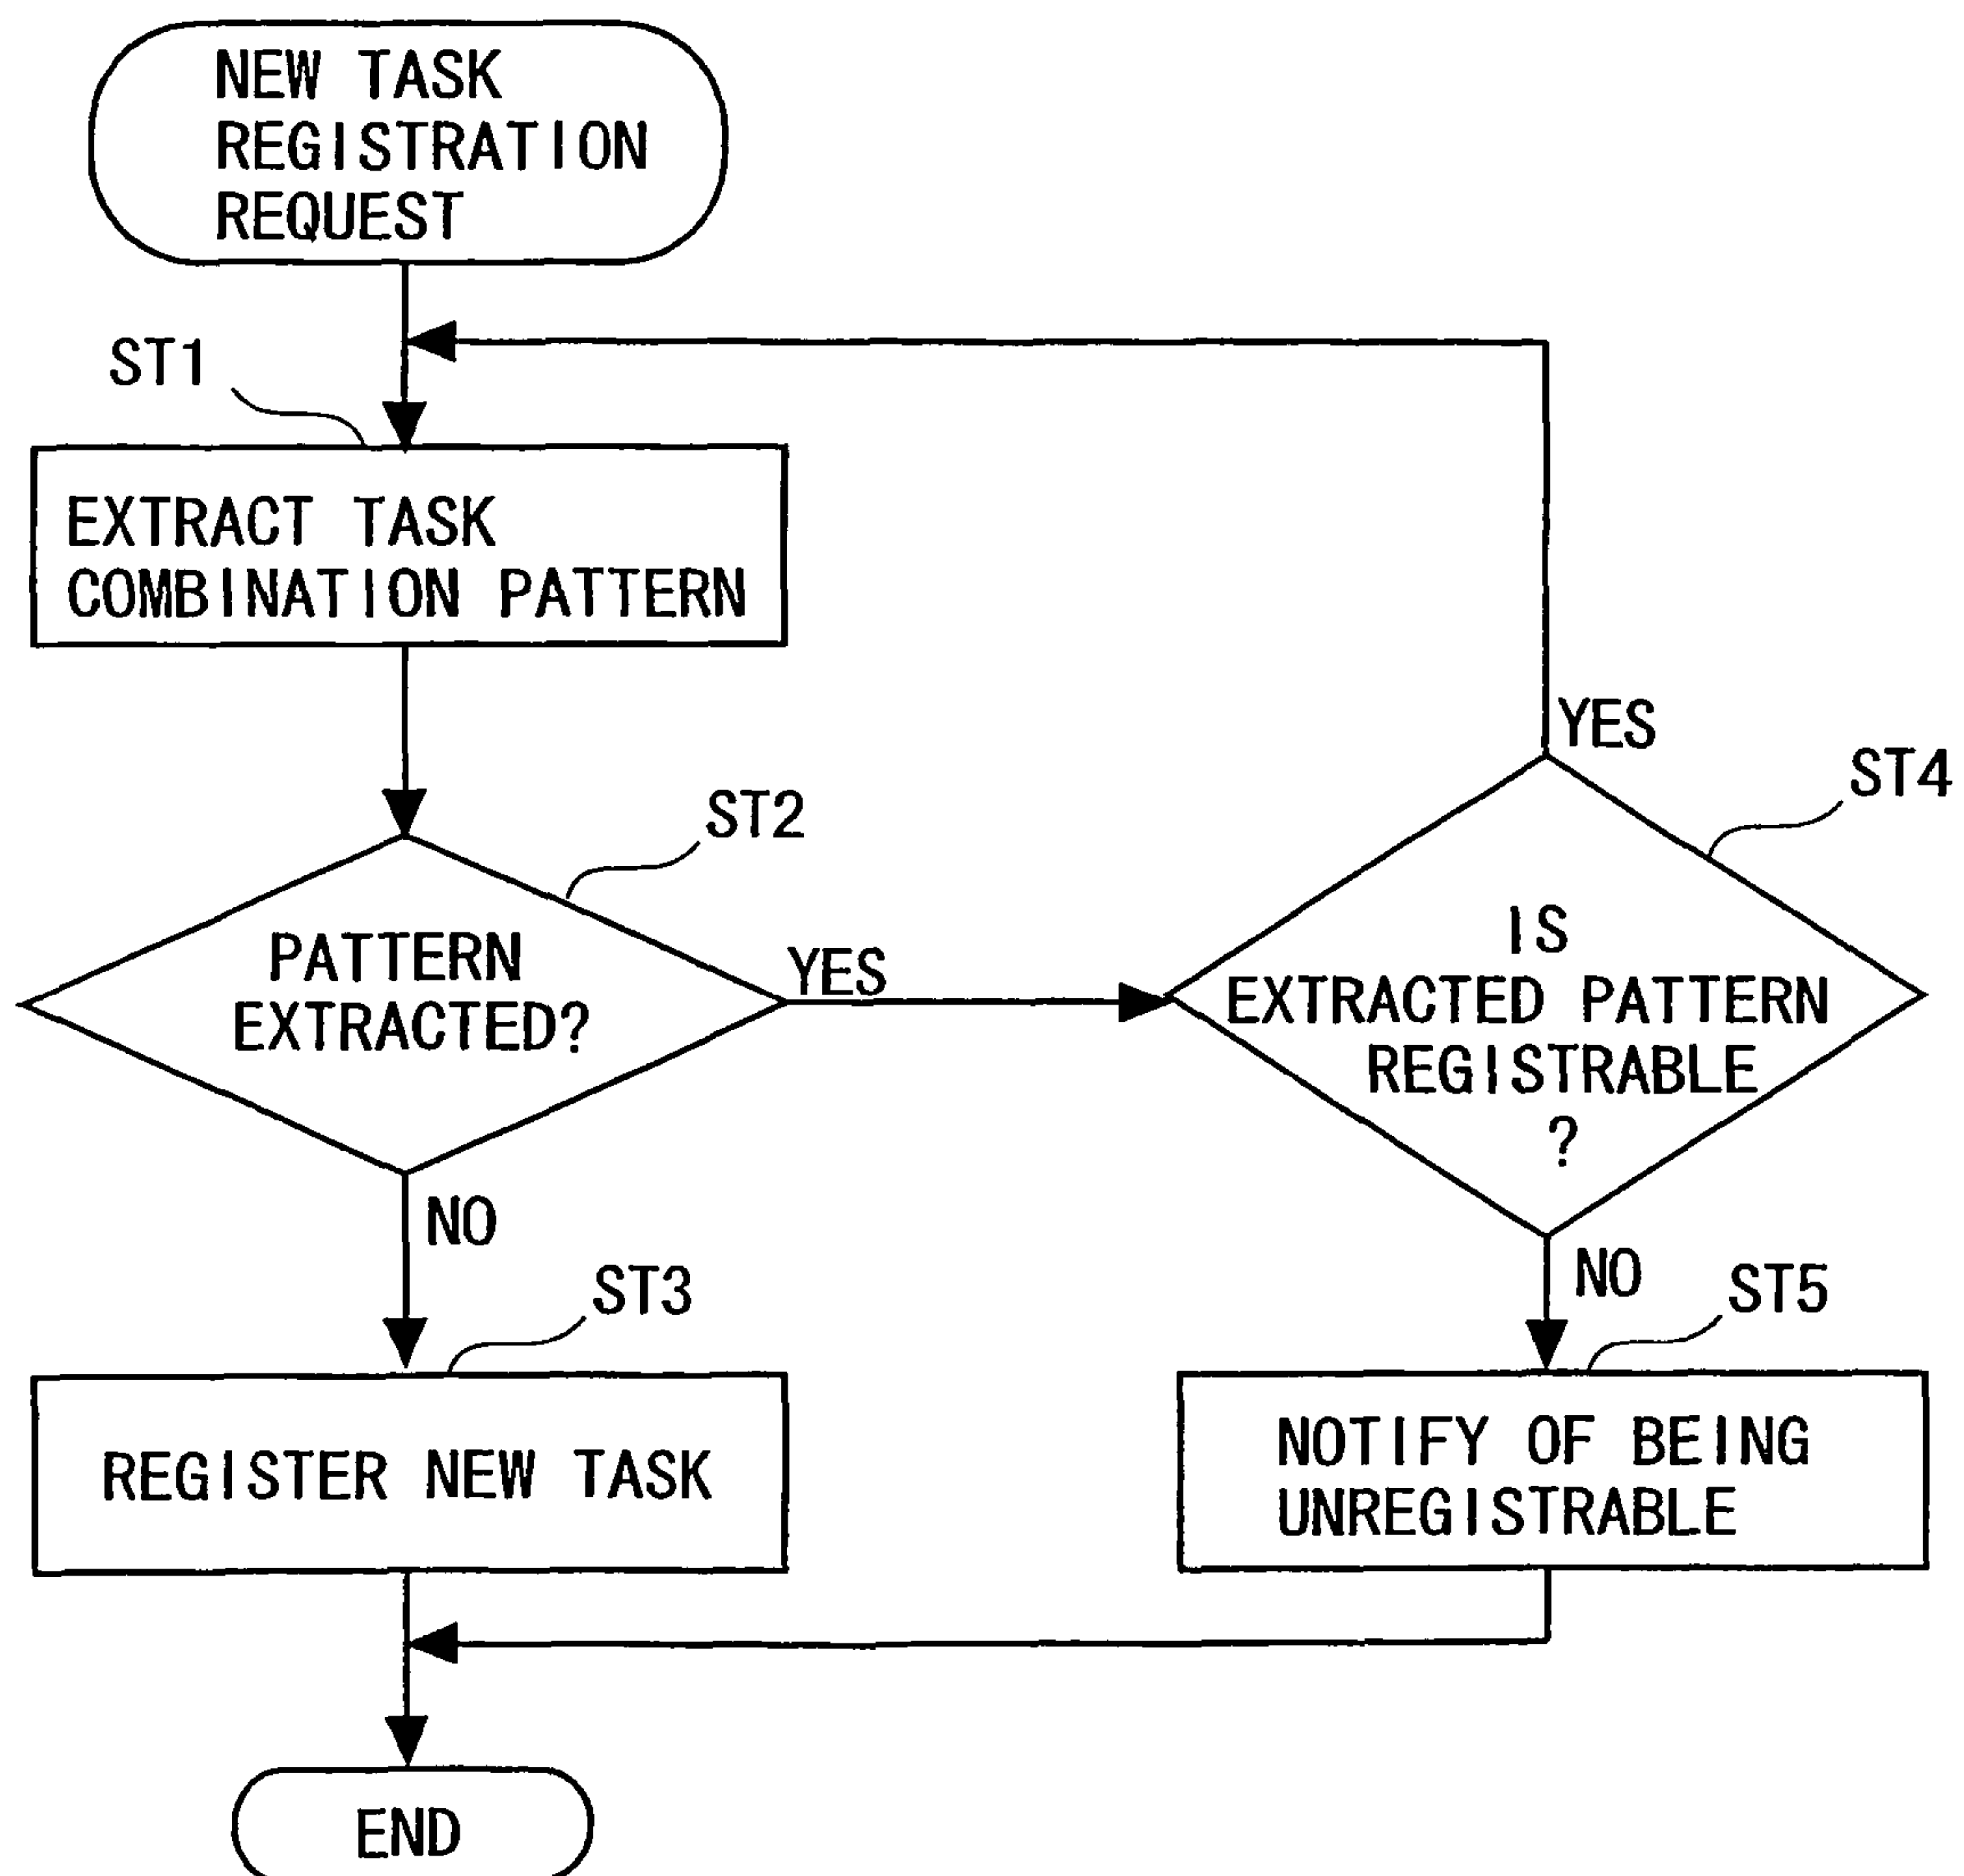 NEW TASK
REGISTRATION
REQUEST
ST1
EXTRACT TASK
COMBINATION PATTERN
ST2
PATTERN
EXTRACTED?
YES
NO
ST3
REGISTER NEW TASK
YES
ST4
IS
EXTRACTED PATTERN
REGISTRABLE
?
NO
ST5
NOTIFY OF BEING
UNREGISTRABLE
END